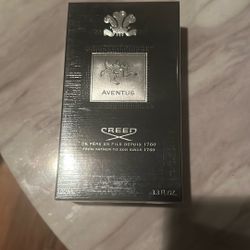 AVENTUS
CREED
DE PÈRE EN FILS DEPUIS 1760
FROM FATHER TO SON SINCE 1760
3.3 FL.OZ.